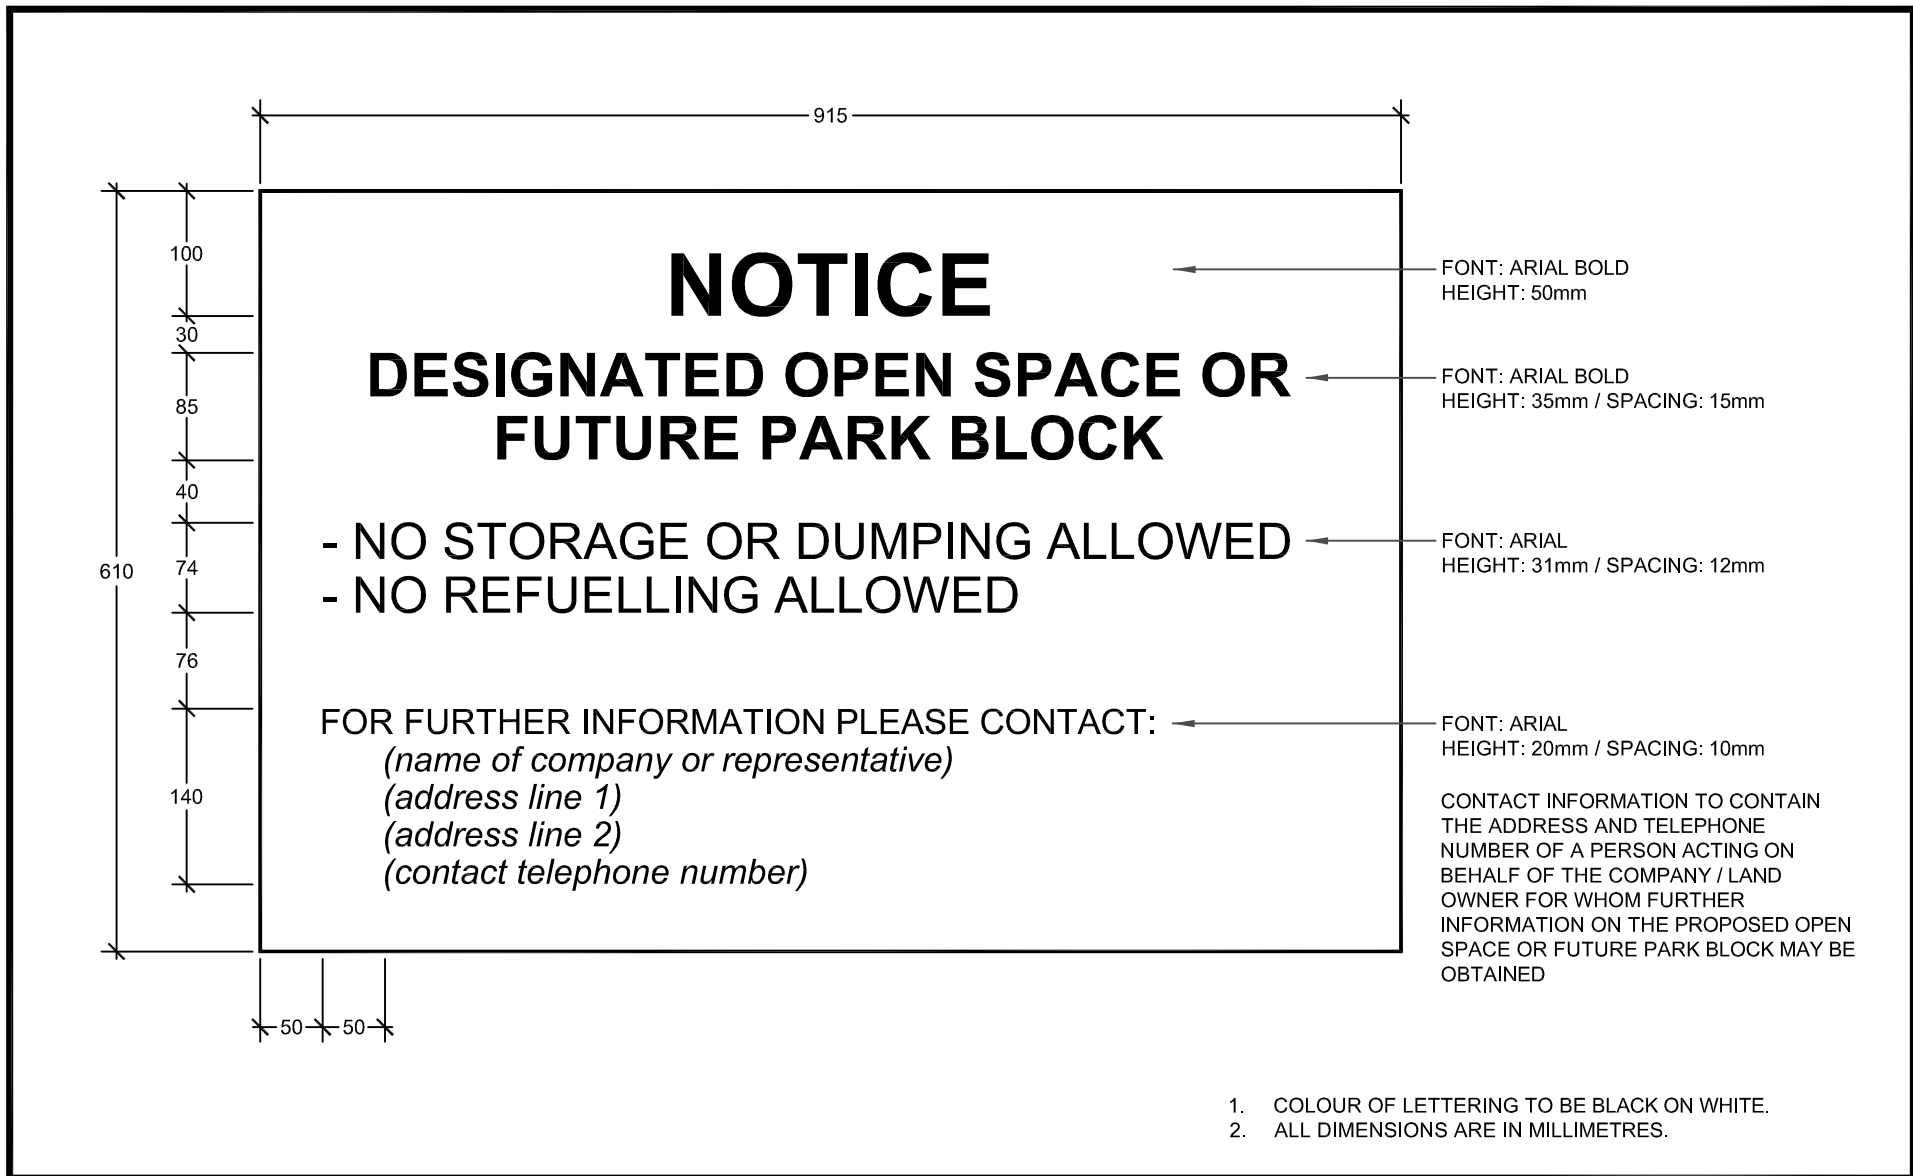 915
100
30
85
40
74
76
140
610
NOTICE
DESIGNATED OPEN SPACE OR
FUTURE PARK BLOCK
- NO STORAGE OR DUMPING ALLOWED
- NO REFUELLING ALLOWED
FOR FURTHER INFORMATION PLEASE CONTACT:
(name of company or representative)
(address line 1)
(address line 2)
(contact telephone number)
50 50
FONT: ARIAL BOLD
HEIGHT: 50mm
FONT: ARIAL BOLD
HEIGHT: 35mm / SPACING: 15mm
FONT: ARIAL
HEIGHT: 31mm / SPACING: 12mm
FONT: ARIAL
HEIGHT: 20mm / SPACING: 10mm
CONTACT INFORMATION TO CONTAIN
THE ADDRESS AND TELEPHONE
NUMBER OF A PERSON ACTING ON
BEHALF OF THE COMPANY / LAND
OWNER FOR WHOM FURTHER
INFORMATION ON THE PROPOSED OPEN
SPACE OR FUTURE PARK BLOCK MAY BE
OBTAINED
1. COLOUR OF LETTERING TO BE BLACK ON WHITE.
2. ALL DIMENSIONS ARE IN MILLIMETRES.